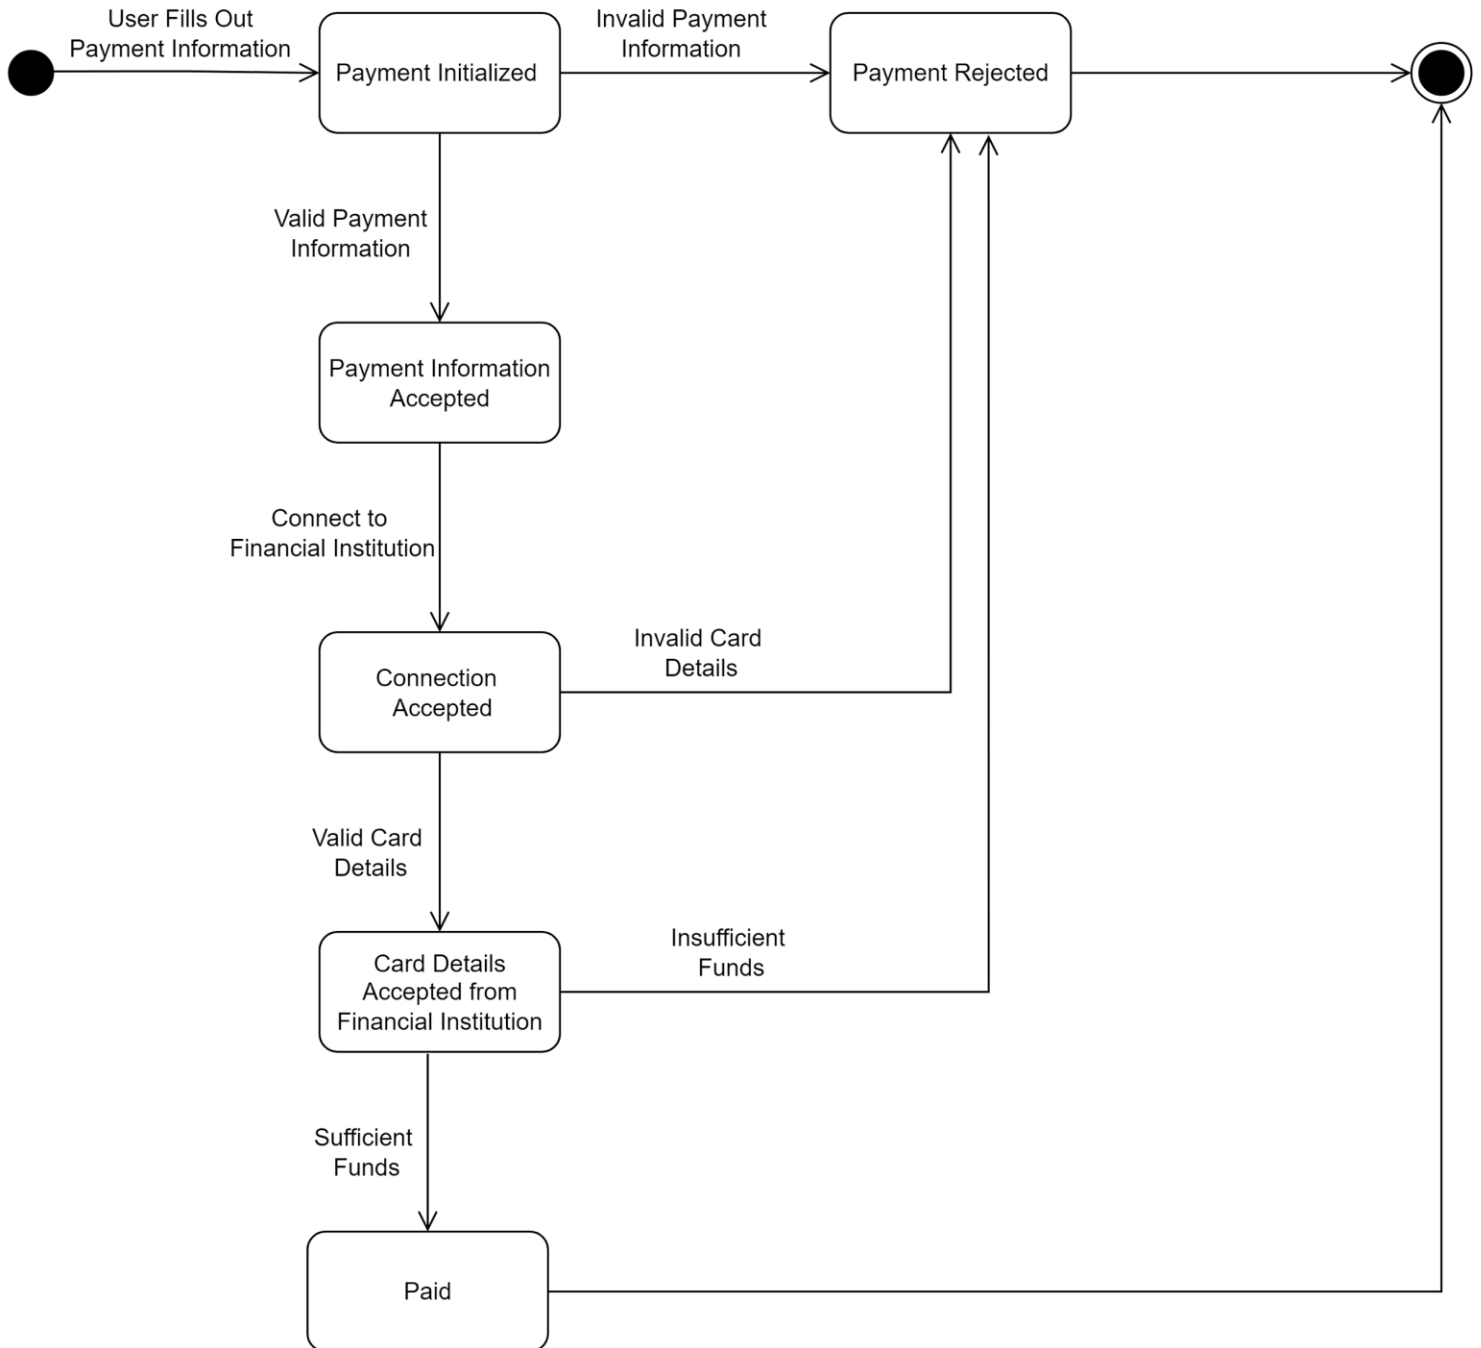 User Fills Out
Payment Information
Payment Initialized
Invalid Payment
Information
Payment Rejected
Valid Payment
Information
Payment Information
Accepted
Connect to
Financial Institution
Connection
Accepted
Invalid Card
Details
Valid Card
Details
Card Details
Accepted from
Financial Institution
Insufficient
Funds
Sufficient
Funds
Paid